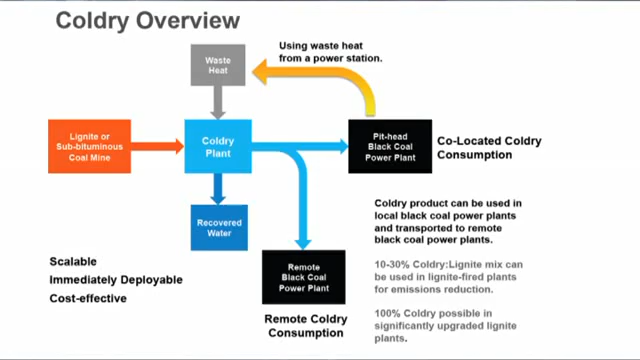 Coldry Overview
Waste
Heat
Using waste heat
from a power station.
Lignite or
Sub-bituminous
Coal Mine
Coldry
Plant
Pit-head
Black Coal
Power Plant
Co-Located Coldry
Consumption
Recovered
Water
Coldry product can be used in
local black coal power plants
and transported to remote
black coal power plants.
Scalable
Immediately Deployable
Cost-effective
Remote
Black Coal
Power Plant
Remote Coldry
Consumption
10-30% Coldry:Lignite mix can
be used in lignite-fired plants
for emissions reduction.
100% Coldry possible in
significantly upgraded lignite
plants.